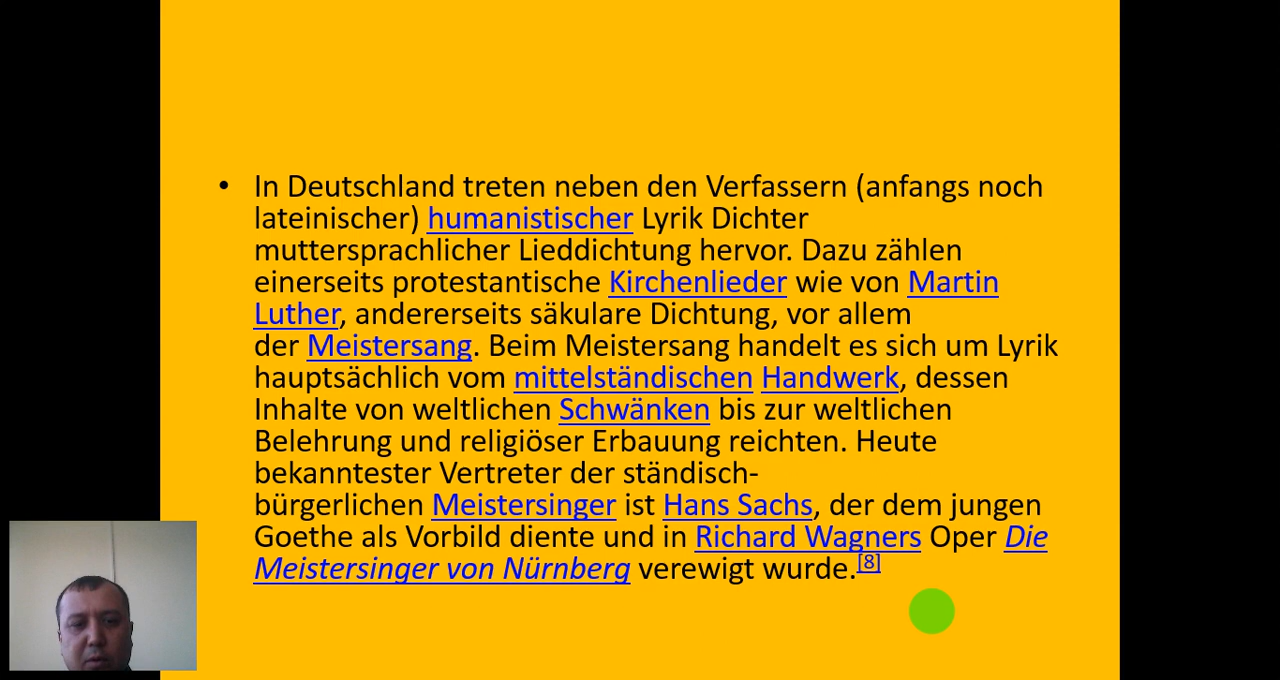 • In Deutschland treten neben den Verfassern (anfangs noch
lateinischer) humanistischer Lyrik Dichter
muttersprachlicher Lieddichtung hervor. Dazu zählen
einerseits protestantische Kirchenlieder wie von Martin
Luther, andererseits säkulare Dichtung, vor allem
der Meistersang. Beim Meistersang handelt es sich um Lyrik
hauptsächlich vom mittelständischen Handwerk, dessen
Inhalte von weltlichen Schwänken bis zur weltlichen
Belehrung und religiöser Erbauung reichten. Heute
bekanntester Vertreter der ständisch-
bürgerlichen Meistersinger ist Hans Sachs, der dem jungen
Goethe als Vorbild diente und in Richard Wagners Oper Die
Meistersinger von Nürnberg verewigt wurde.[8]